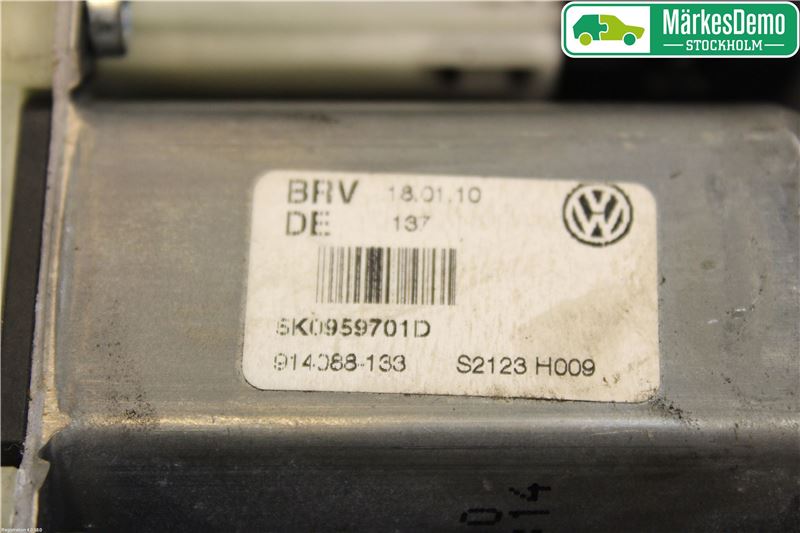 MärkesDemo
STOCKHOLM
BRV 18.01.10
DE 137
5K0959701D
914088-133 S2123 H009